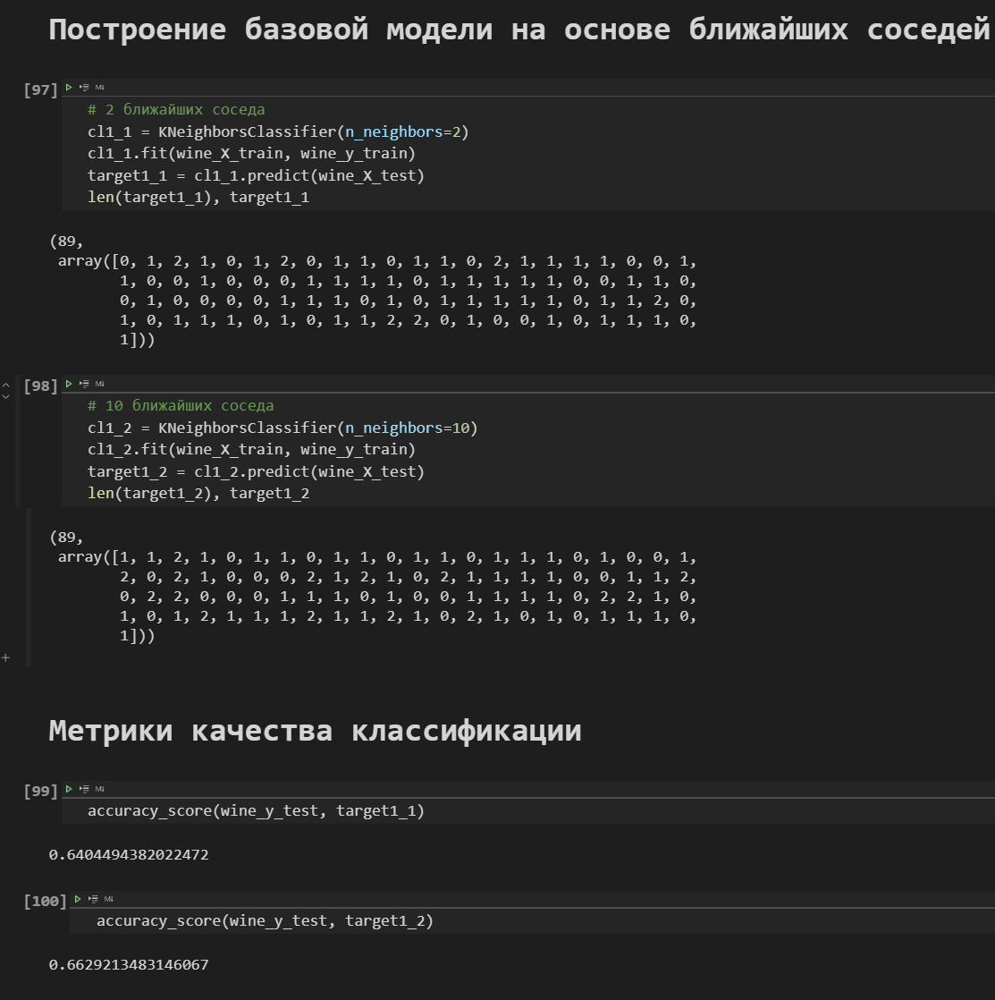 Построение базовой модели на основе ближайших соседей
[97]
# 2 ближайших соседа
cl1_1 = KNeighborsClassifier(n_neighbors=2)
cl1_1.fit(wine_X_train, wine_y_train)
target1_1 = cl1_1.predict(wine_X_test)
len(target1_1), target1_1
(89,
array([0, 1, 2, 1, 0, 1, 2, 0, 1, 1, 0, 1, 1, 0, 2, 1, 1, 1, 1, 0, 0, 1,
1, 0, 0, 1, 0, 0, 0, 1, 1, 1, 1, 0, 1, 1, 1, 1, 1, 0, 0, 1, 1, 0,
0, 1, 0, 0, 0, 0, 1, 1, 1, 0, 1, 0, 1, 1, 1, 1, 1, 0, 1, 1, 2, 0,
1, 0, 1, 1, 1, 0, 1, 0, 1, 1, 2, 2, 0, 1, 0, 0, 1, 0, 1, 1, 1, 0,
1]))
[98]
# 10 ближайших соседа
cl1_2 = KNeighborsClassifier(n_neighbors=10)
cl1_2.fit(wine_X_train, wine_y_train)
target1_2 = cl1_2.predict(wine_X_test)
len(target1_2), target1_2
(89,
array([1, 1, 2, 1, 0, 1, 1, 0, 1, 1, 0, 1, 1, 0, 1, 1, 1, 0, 1, 0, 0, 1,
2, 0, 2, 1, 0, 0, 0, 2, 1, 2, 1, 0, 2, 1, 1, 1, 1, 0, 0, 1, 1, 2,
0, 2, 2, 0, 0, 0, 1, 1, 1, 0, 1, 0, 0, 1, 1, 1, 1, 0, 2, 2, 1, 0,
1, 0, 1, 2, 1, 1, 1, 2, 1, 1, 2, 1, 0, 2, 1, 0, 1, 0, 1, 1, 1, 0,
1]))
Метрики качества классификации
[99]
accuracy_score(wine_y_test, target1_1)
0.6404494382022472
[100]
accuracy_score(wine_y_test, target1_2)
0.6629213483146067